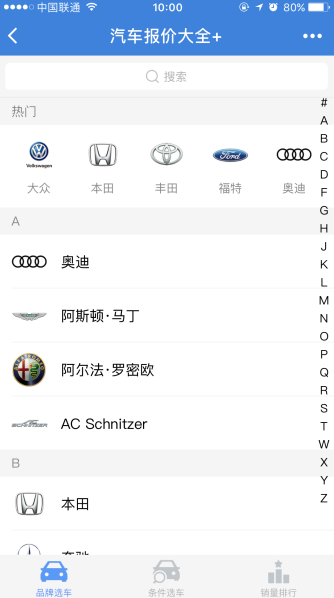 中国联通 10:00 80%
汽车报价大全+
搜索
热门
Volkswagen
Ford
大众 本田 丰田 福特 奥迪
A
奥迪
阿斯顿·马丁
阿尔法·罗密欧
AC Schnitzer
B
本田
#
A
B
C
D
F
G
H
J
K
L
M
N
O
P
Q
R
S
T
W
X
Y
Z
品牌选车 条件选车 销量排行